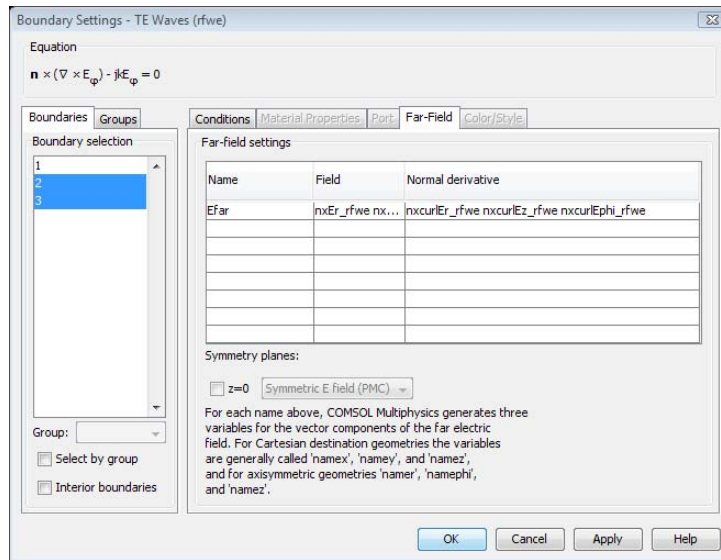 Boundary Settings - TE Waves (rfwe)
Equation
n ×(∇ ×Eφ) - jkEφ = 0
Boundaries Groups
Boundary selection
1
2
3
Group:
Select by group
Interior boundaries
Conditions Material Properties Port Far-Field Color/Style
Far-field settings
Name Field Normal derivative
Efar nxEr_rfwe nx... nxcurlEr_rfwe nxcurlEz_rfwe nxcurlEphi_rfwe
Symmetry planes:
z=0 Symmetric E field (PMC)
For each name above, COMSOL Multiphysics generates three
variables for the vector components of the far electric
field. For Cartesian destination geometries the variables
are generally called 'namex', 'namey', and 'namez',
and for axisymmetric geometries 'namer', 'namephi',
and 'namez'.
OK Cancel Apply Help